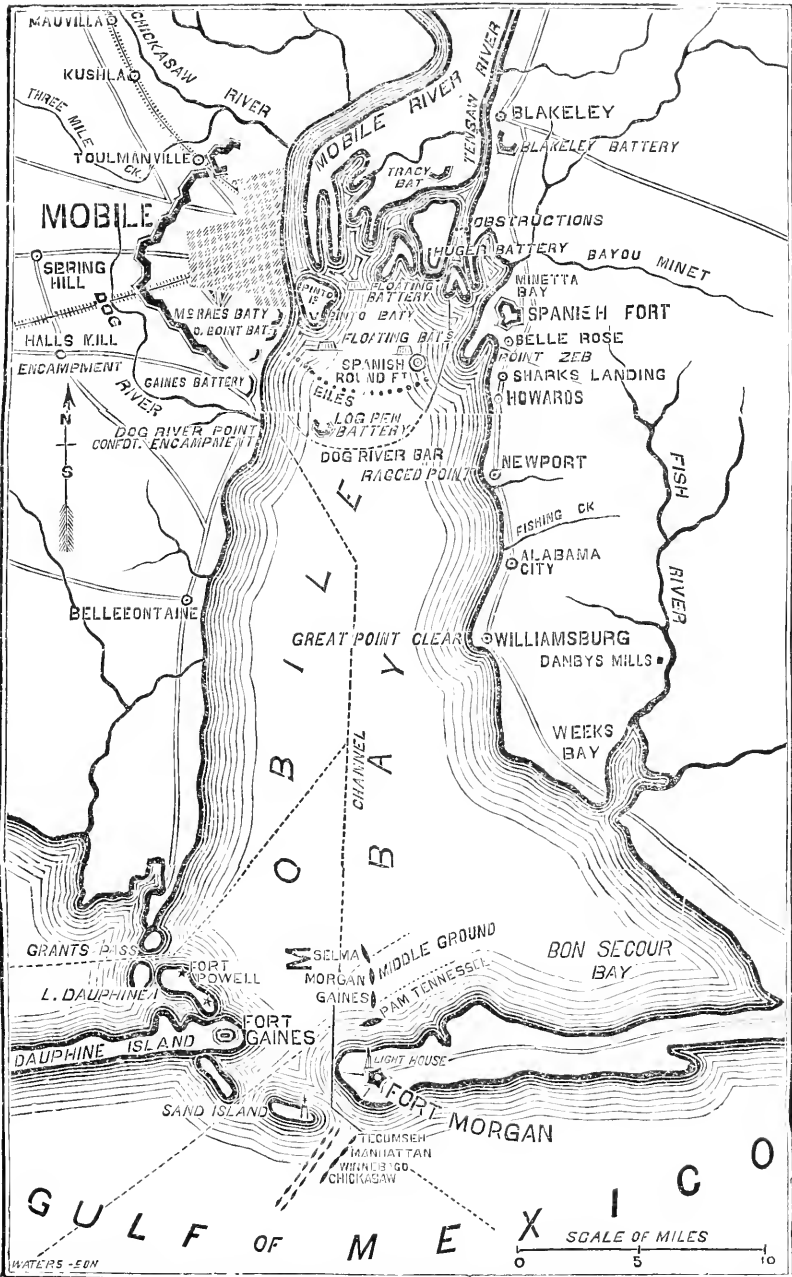 MAUVILLA
CHICKASAW
RIVER
KUSHLA
THREE MILE
CK.
TOULMANVILLE
MOBILE RIVER
TENSAW RIVER
BLAKELEY
BLAKELEY BATTERY
TRACY
BAT
MOBILE
OBSTRUCTIONS
HUGER BATTERY
BAYOU MINET
SPRING
HILL
DOG
RIVER
MINETTA
BAY
FLOATING
BATTERY
PINTO
IS
PINTO BATY
SPANISH FORT
McRAES BATY
BELLE ROSE
FLOATING BATS
POINT ZEB
HALLS MILL
ENCAMPMENT
SPANISH
ROUND FT
SHARKS LANDING
GAINES BATTERY
HOWARDS
N
S
LOG PEN
BATTERY
DOG RIVER POINT
CONFDT. ENCAMPMENT
DOG RIVER BAR
RAGGED POINT
NEWPORT
FISH
RIVER
FISHING CK
ALABAMA
CITY
BELLEFONTAINE
GREAT POINT CLEAR
WILLIAMSBURG
DANBYS MILLS
WEEKS
BAY
MOBILE
BAY
CHANNEL
GRANTS PASS
FORT
POWELL
SELMA
MORGAN
GAINES
MIDDLE GROUND
PAM TENNESSEE
BON SECOUR
BAY
L. DAUPHINE
FORT
GAINES
DAUPHINE ISLAND
LIGHT HOUSE
SAND ISLAND
FORT MORGAN
TECUMSEH
MANHATTAN
WINNEBAGO
CHICKASAW
GULF OF MEXICO
SCALE OF MILES
0 5 10
WATERS-SON